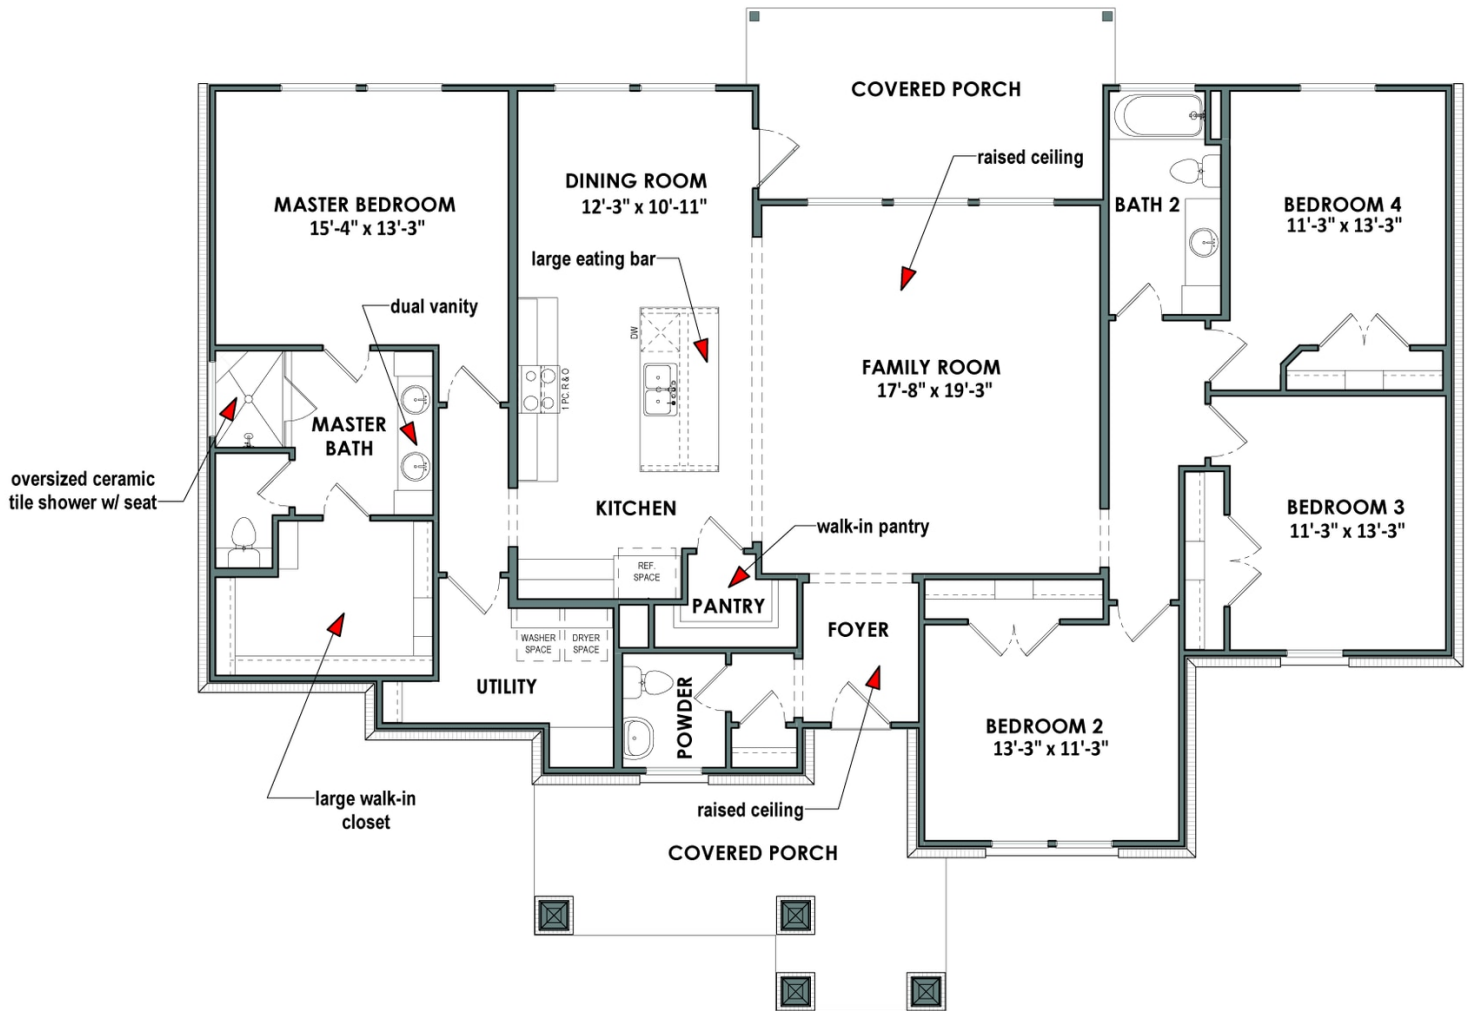 COVERED PORCH
raised ceiling
DINING ROOM
12'-3" x 10'-11"
MASTER BEDROOM
15'-4" x 13'-3"
BATH 2
BEDROOM 4
11'-3" x 13'-3"
large eating bar
dual vanity
DW
FAMILY ROOM
17'-8" x 19'-3"
1 PC. R & O
MASTER
BATH
oversized ceramic
tile shower w/ seat
KITCHEN
BEDROOM 3
11'-3" x 13'-3"
walk-in pantry
REF.
SPACE
PANTRY
FOYER
WASHER
SPACE
DRYER
SPACE
UTILITY
POWDER
BEDROOM 2
13'-3" x 11'-3"
large walk-in
closet
raised ceiling
COVERED PORCH